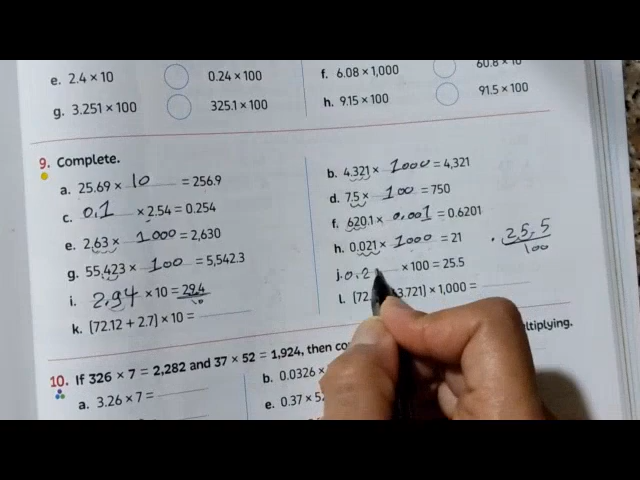 e. 2.4 × 10 0.24 × 100 f. 6.08 × 1,000 60.8 × 10
g. 3.251 × 100 325.1 × 100 h. 9.15 × 100 91.5 × 100
9. Complete.
a. 25.69 × 10 = 256.9
b. 4.321 × 1000 = 4,321
c. 0.1 × 2.54 = 0.254
d. 7.5 × 100 = 750
e. 2.63 × 1000 = 2,630
f. 620.1 × 0.001 = 0.6201
g. 55.423 × 100 = 5,542.3
h. 0.021 × 1000 = 21
25.5
100
i. 2.94 × 10 = 29.4
10
j. 0.2 × 100 = 25.5
k. (72.12 + 2.7) × 10 =
l. (72. 3.721) × 1,000 =
10. If 326 × 7 = 2,282 and 37 × 52 = 1,924, then
a. 3.26 × 7 =
b. 0.0326 ×
e. 0.37 × 5